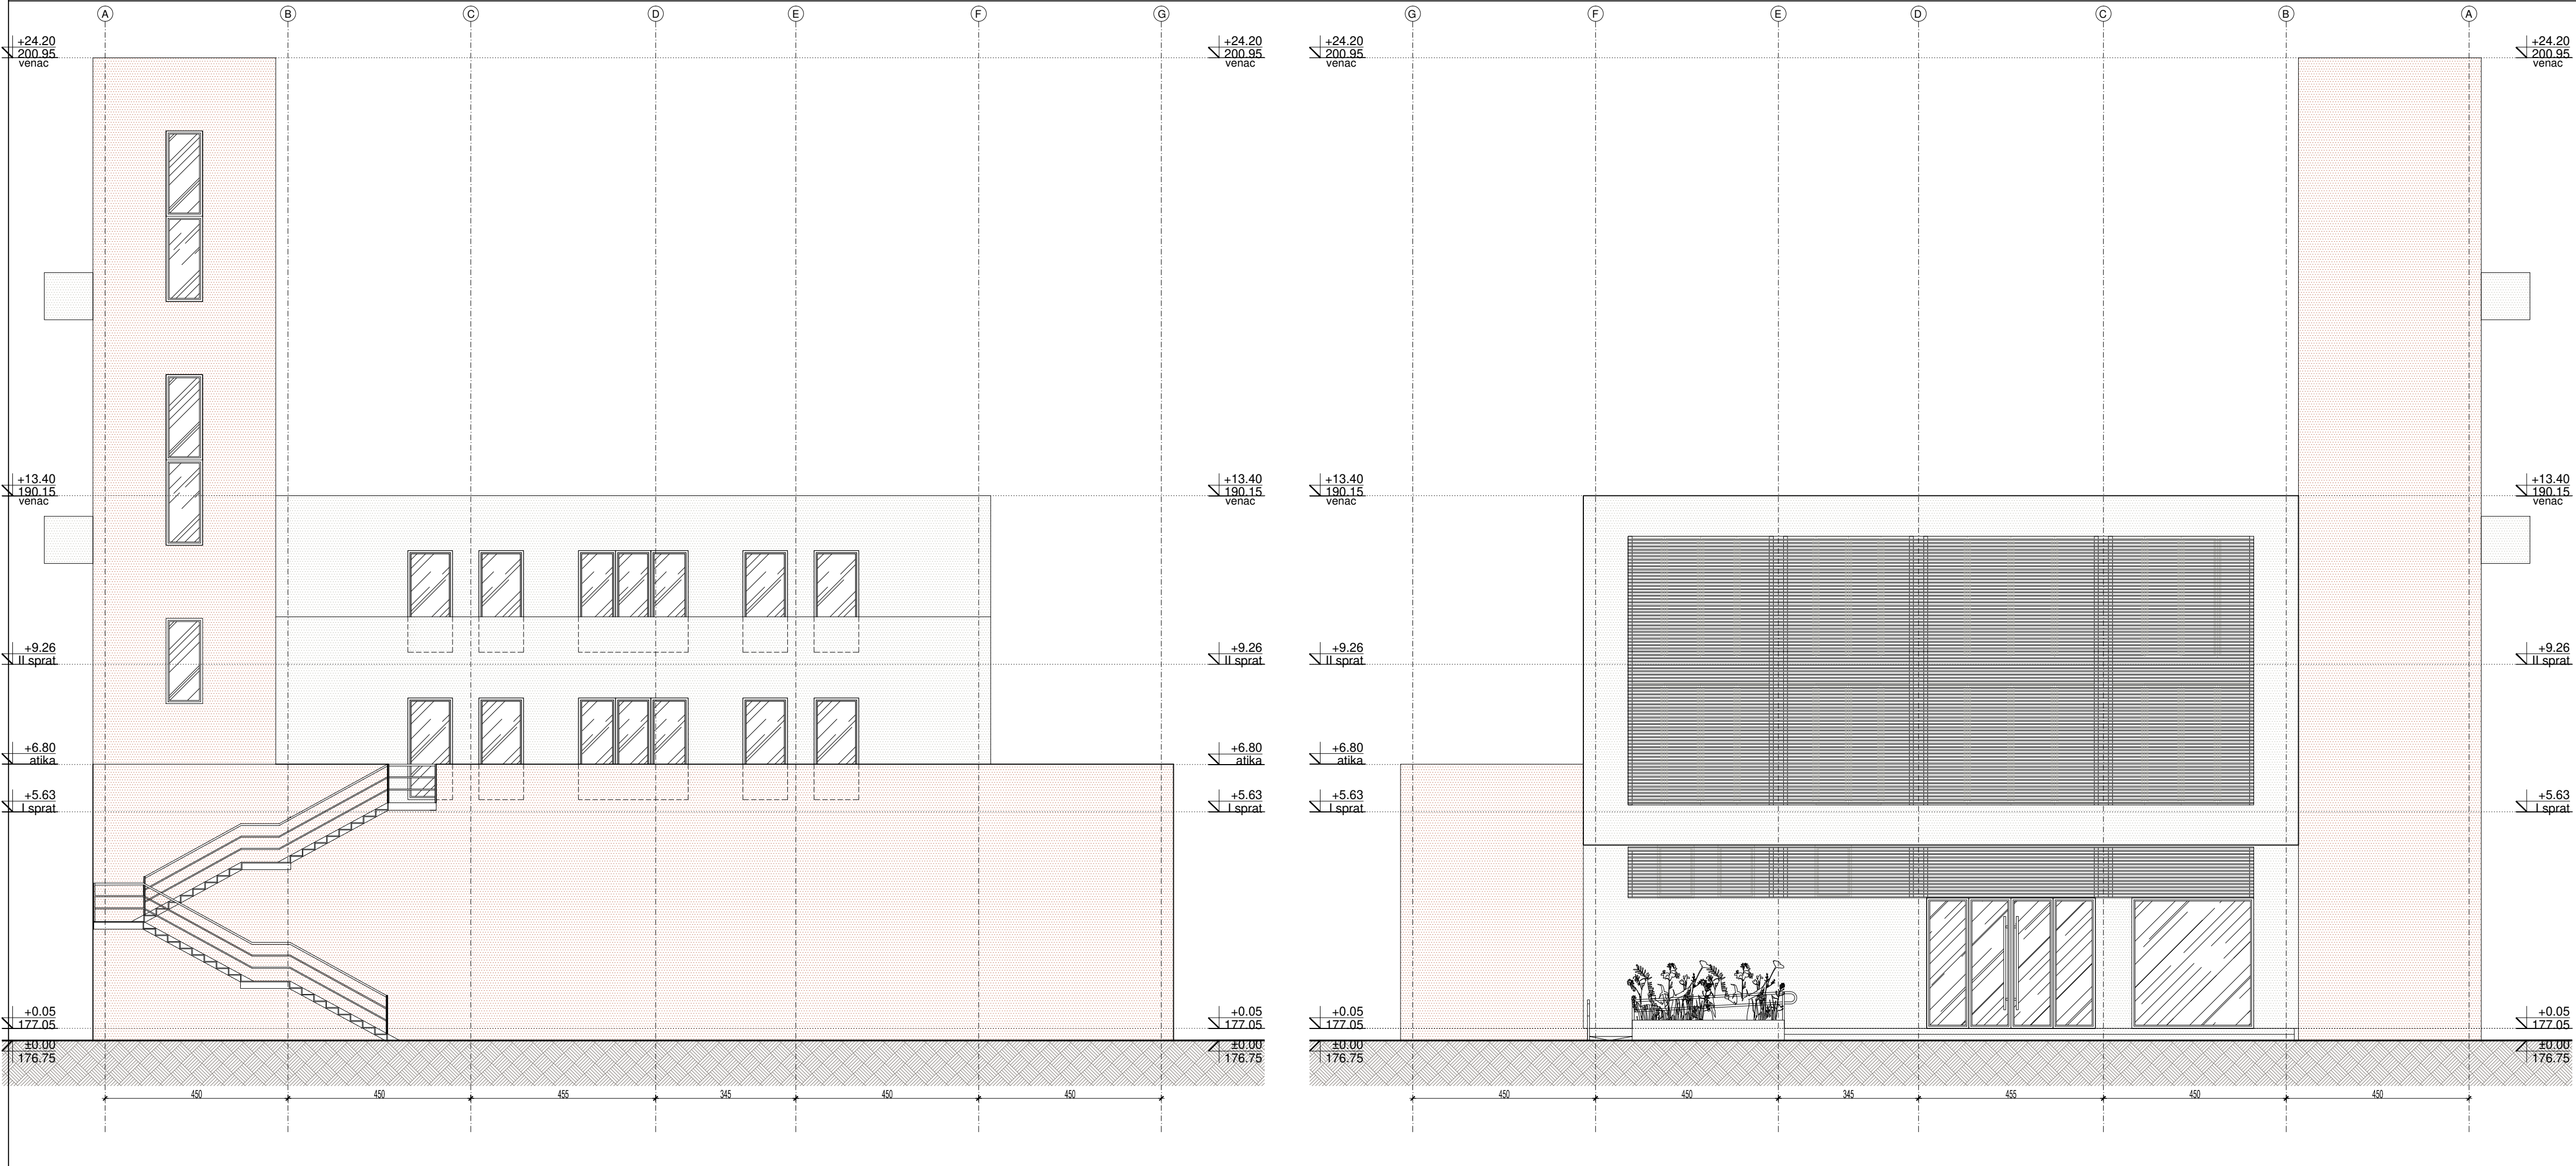 A B C D E F G G F E D C B A
+24.20 +24.20 +24.20 +24.20
200.95 200.95 200.95 200.95
venac venac venac venac
+13.40 +13.40 +13.40 +13.40
190.15 190.15 190.15 190.15
venac venac venac venac
+9.26 +9.26 +9.26 +9.26
II sprat II sprat II sprat II sprat
+6.80 +6.80 +6.80 +6.80
atika atika atika atika
+5.63 +5.63 +5.63 +5.63
I sprat I sprat I sprat I sprat
+0.05 +0.05 +0.05 +0.05
177.05 177.05 177.05 177.05
±0.00 ±0.00 ±0.00 ±0.00
176.75 176.75 176.75 176.75
450 450 455 345 450 450 450 450 345 455 450 450